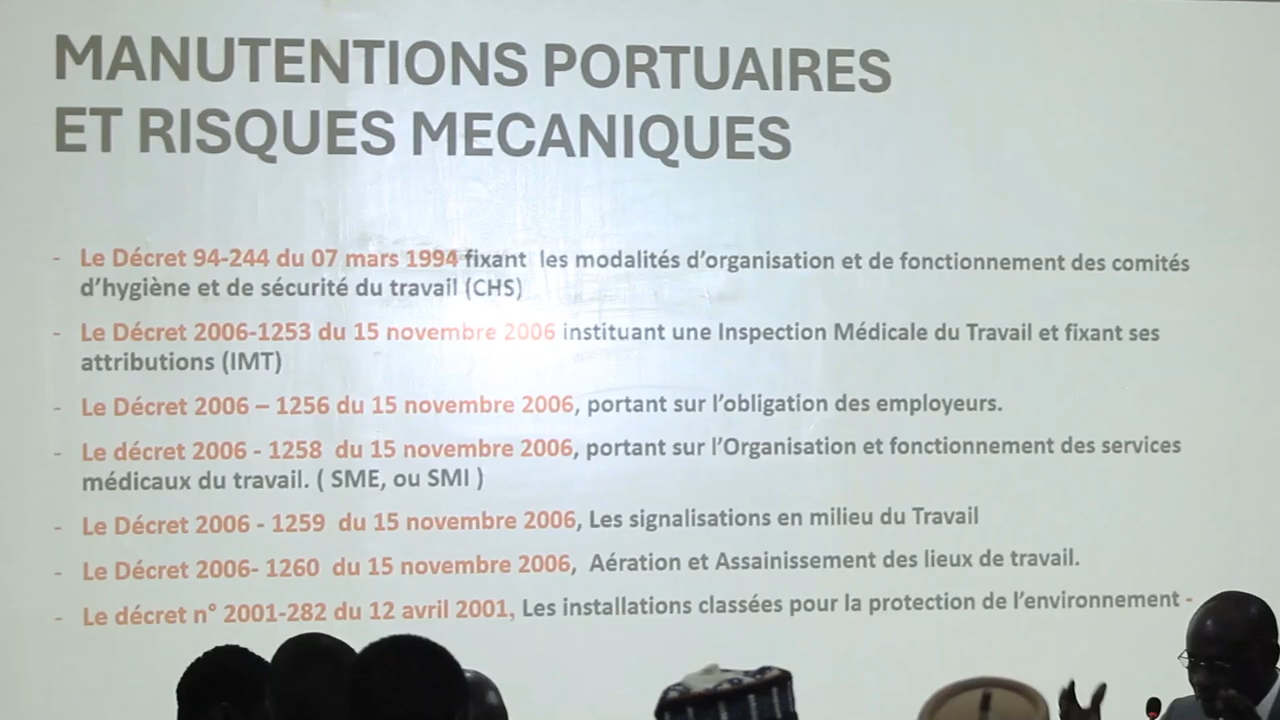 MANUTENTIONS PORTUAIRES
ET RISQUES MECANIQUES
- Le Décret 94-244 du 07 mars 1994 fixant les modalités d'organisation et de fonctionnement des comités
d'hygiène et de sécurité du travail (CHS)
- Le Décret 2006-1253 du 15 novembre 2006 instituant une Inspection Médicale du Travail et fixant ses
attributions (IMT)
- Le Décret 2006 – 1256 du 15 novembre 2006, portant sur l'obligation des employeurs.
- Le décret 2006 - 1258 du 15 novembre 2006, portant sur l'Organisation et fonctionnement des services
médicaux du travail. ( SME, ou SMI )
- Le Décret 2006 - 1259 du 15 novembre 2006, Les signalisations en milieu du Travail
- Le Décret 2006- 1260 du 15 novembre 2006, Aération et Assainissement des lieux de travail.
- Le décret n° 2001-282 du 12 avril 2001, Les installations classées pour la protection de l'environnement -